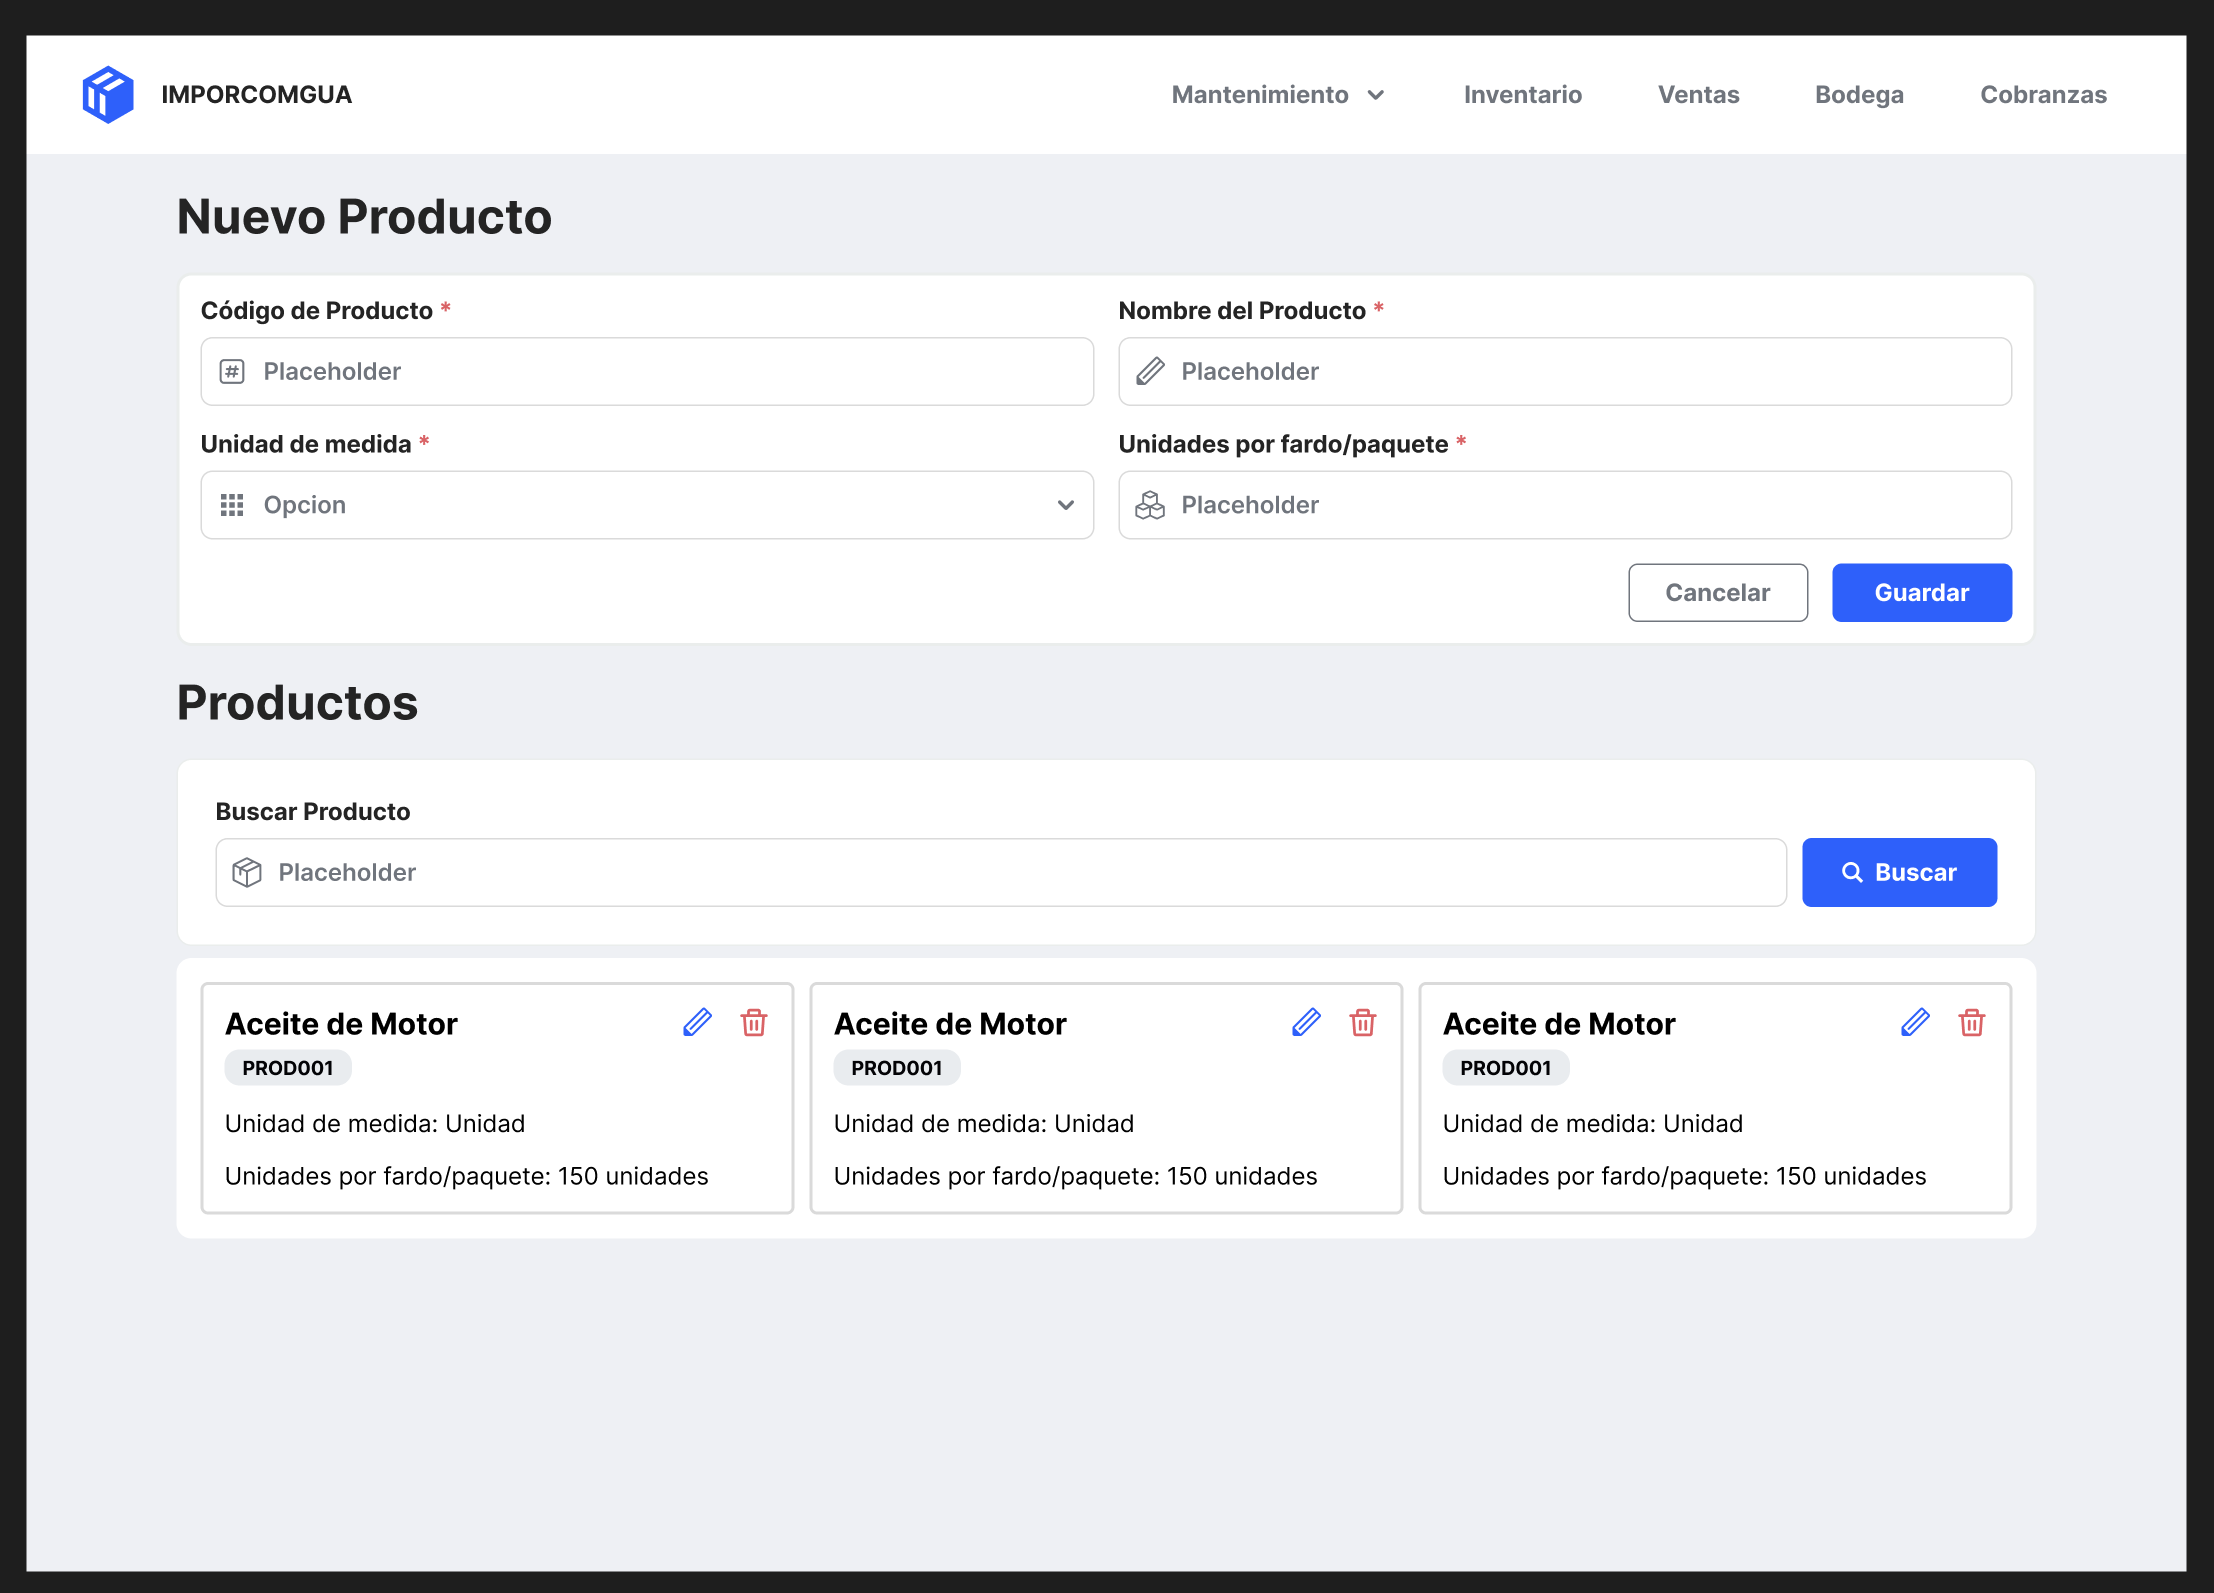 IMPORCOMGUA
Mantenimiento Inventario Ventas Bodega Cobranzas
Nuevo Producto
Código de Producto * Nombre del Producto *
# Placeholder Placeholder
Unidad de medida * Unidades por fardo/paquete *
Opcion Placeholder
Cancelar Guardar
Productos
Buscar Producto
Placeholder Buscar
Aceite de Motor Aceite de Motor Aceite de Motor
PROD001 PROD001 PROD001
Unidad de medida: Unidad Unidad de medida: Unidad Unidad de medida: Unidad
Unidades por fardo/paquete: 150 unidades Unidades por fardo/paquete: 150 unidades Unidades por fardo/paquete: 150 unidades